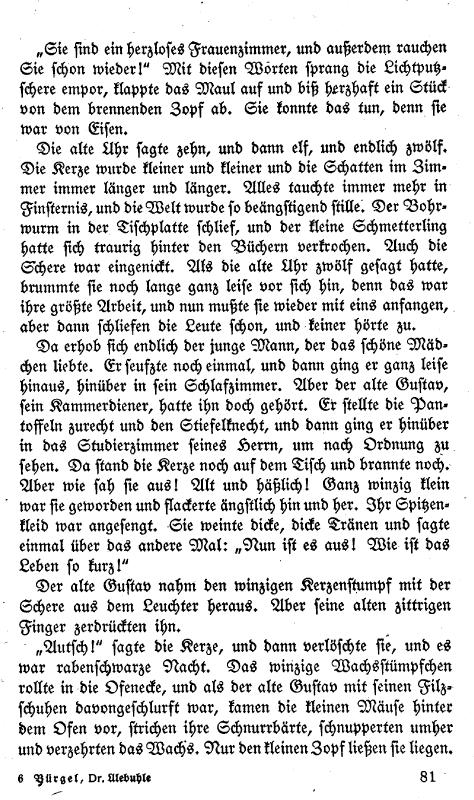 „Sie sind ein herzloses Frauenzimmer, und außerdem rauchen
Sie schon wieder!“ Mit diesen Worten sprang die Lichtputz-
schere empor, klappte das Maul auf und biß herzhaft ein Stück
von dem brennenden Zopf ab. Sie konnte das tun, denn sie
war von Eisen.
Die alte Uhr sagte zehn, und dann elf, und endlich zwölf.
Die Kerze wurde kleiner und kleiner und die Schatten im Zim-
mer immer länger und länger. Alles tauchte immer mehr in
Finsternis, und die Welt wurde so beängstigend stille. Der Bohr-
wurm in der Tischplatte schlief, und der kleine Schmetterling
hatte sich traurig hinter den Büchern verkrochen. Auch die
Schere war eingenickt. Als die alte Uhr zwölf gesagt hatte,
brummte sie noch lange ganz leise vor sich hin, denn das war
ihre größte Arbeit, und nun mußte sie wieder mit eins anfangen,
aber dann schliefen die Leute schon, und keiner hörte zu.
Da erhob sich endlich der junge Mann, der das schöne Mäd-
chen liebte. Er seufzte noch einmal, und dann ging er ganz leise
hinaus, hinüber in sein Schlafzimmer. Aber der alte Gustav,
sein Kammerdiener, hatte ihn doch gehört. Er stellte die Pan-
toffeln zurecht und den Stiefelknecht, und dann ging er hinüber
in das Studierzimmer seines Herrn, um nach Ordnung zu
sehen. Da stand die Kerze noch auf dem Tisch und brannte noch.
Aber wie sah sie aus! Alt und häßlich! Ganz winzig klein
war sie geworden und flackerte ängstlich hin und her. Ihr Spitzen-
kleid war angesengt. Sie weinte dicke, dicke Tränen und sagte
einmal über das andere Mal: „Nun ist es aus! Wie ist das
Leben so kurz!“
Der alte Gustav nahm den winzigen Kerzenstumpf mit der
Schere aus dem Leuchter heraus. Aber seine alten zittrigen
Finger zerdrückten ihn.
„Autsch!“ sagte die Kerze, und dann verlöschte sie, und es
war rabenschwarze Nacht. Das winzige Wachsstümpfchen
rollte in die Ofenecke, und als der alte Gustav mit seinen Filz-
schuhen davongeschlurft war, kamen die kleinen Mäuse hinter
dem Ofen vor, strichen ihre Schnurrbärte, schnupperten umher
und verzehrten das Wachs. Nur den kleinen Zopf ließen sie liegen.
6 Bürgel, Dr. Ulebuhle 81